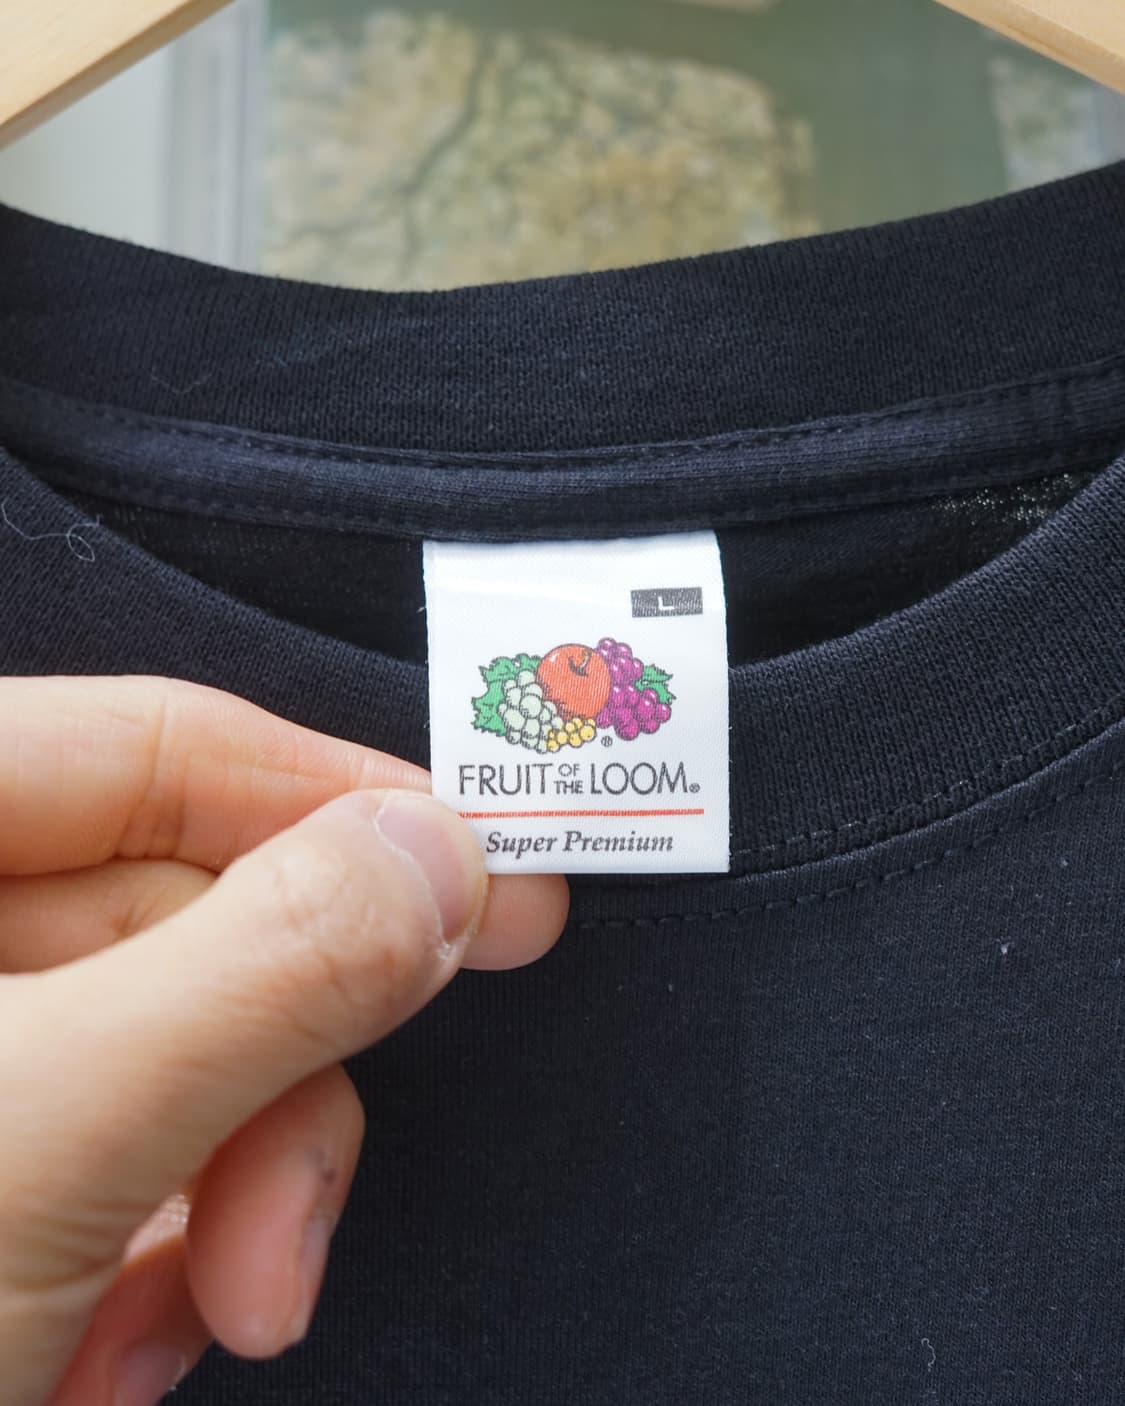 L
®
FRUIT OF THE LOOM®
Super Premium